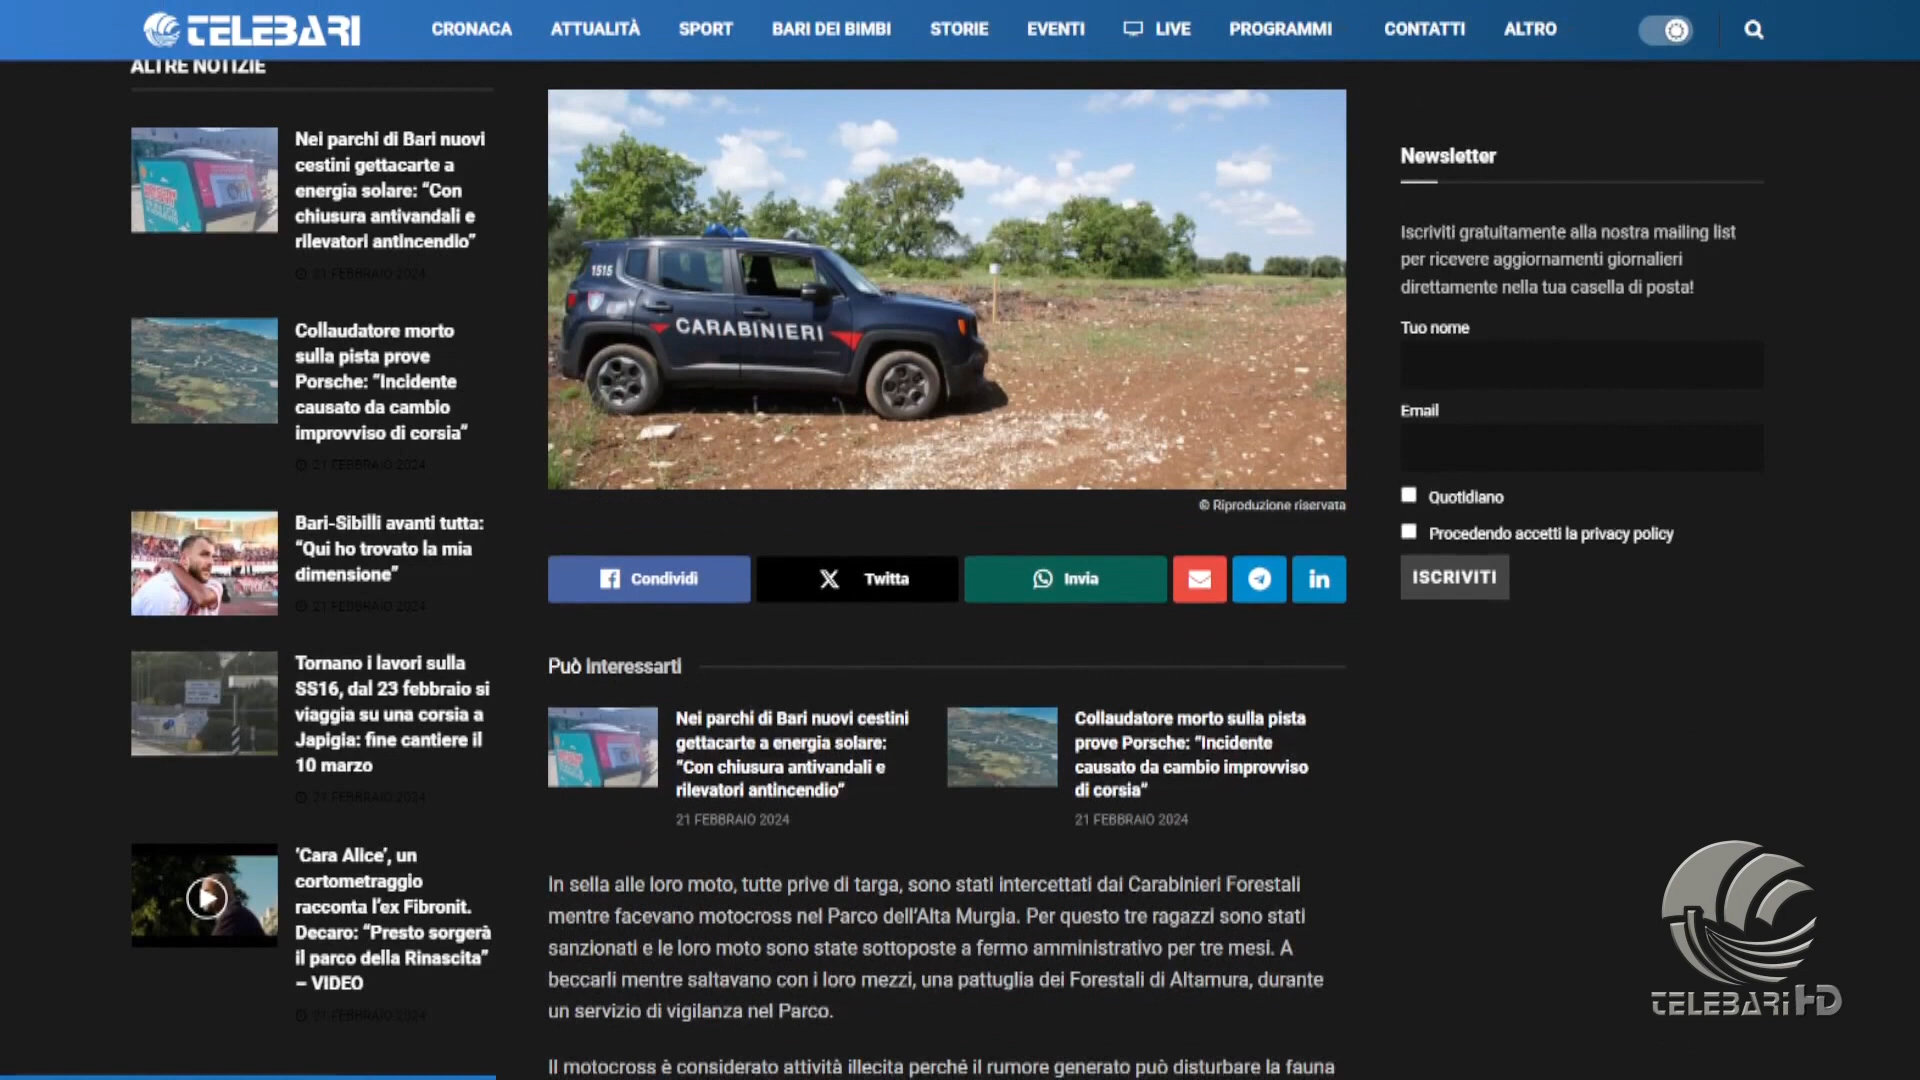 TELEBARI
CRONACA
ATTUALITÀ
SPORT
BARI DEI BIMBI
STORIE
EVENTI
LIVE
PROGRAMMI
CONTATTI
ALTRO
ALTRE NOTIZIE
Nei parchi di Bari nuovi
cestini gettacarte a
energia solare: “Con
chiusura antivandali e
rilevatori antincendio”
21 FEBBRAIO 2024
Collaudatore morto
sulla pista prove
Porsche: “Incidente
causato da cambio
improvviso di corsia”
21 FEBBRAIO 2024
Bari-Sibilli avanti tutta:
“Qui ho trovato la mia
dimensione”
21 FEBBRAIO 2024
Tornano i lavori sulla
SS16, dal 23 febbraio si
viaggia su una corsia a
Japigia: fine cantiere il
10 marzo
21 FEBBRAIO 2024
‘Cara Alice’, un
cortometraggio
racconta l’ex Fibronit.
Decaro: “Presto sorgerà
il parco della Rinascita”
– VIDEO
21 FEBBRAIO 2024
1515
CARABINIERI
© Riproduzione riservata
Condividi
Twitta
Invia
Può interessarti
Nei parchi di Bari nuovi cestini
gettacarte a energia solare:
“Con chiusura antivandali e
rilevatori antincendio”
21 FEBBRAIO 2024
Collaudatore morto sulla pista
prove Porsche: “Incidente
causato da cambio improvviso
di corsia”
21 FEBBRAIO 2024
In sella alle loro moto, tutte prive di targa, sono stati intercettati dai Carabinieri Forestali
mentre facevano motocross nel Parco dell’Alta Murgia. Per questo tre ragazzi sono stati
sanzionati e le loro moto sono state sottoposte a fermo amministrativo per tre mesi. A
beccarli mentre saltavano con i loro mezzi, una pattuglia dei Forestali di Altamura, durante
un servizio di vigilanza nel Parco.
Il motocross è considerato attività illecita perché il rumore generato può disturbare la fauna
Newsletter
Iscriviti gratuitamente alla nostra mailing list
per ricevere aggiornamenti giornalieri
direttamente nella tua casella di posta!
Tuo nome
Email
Quotidiano
Procedendo accetti la privacy policy
ISCRIVITI
TELEBARI HD